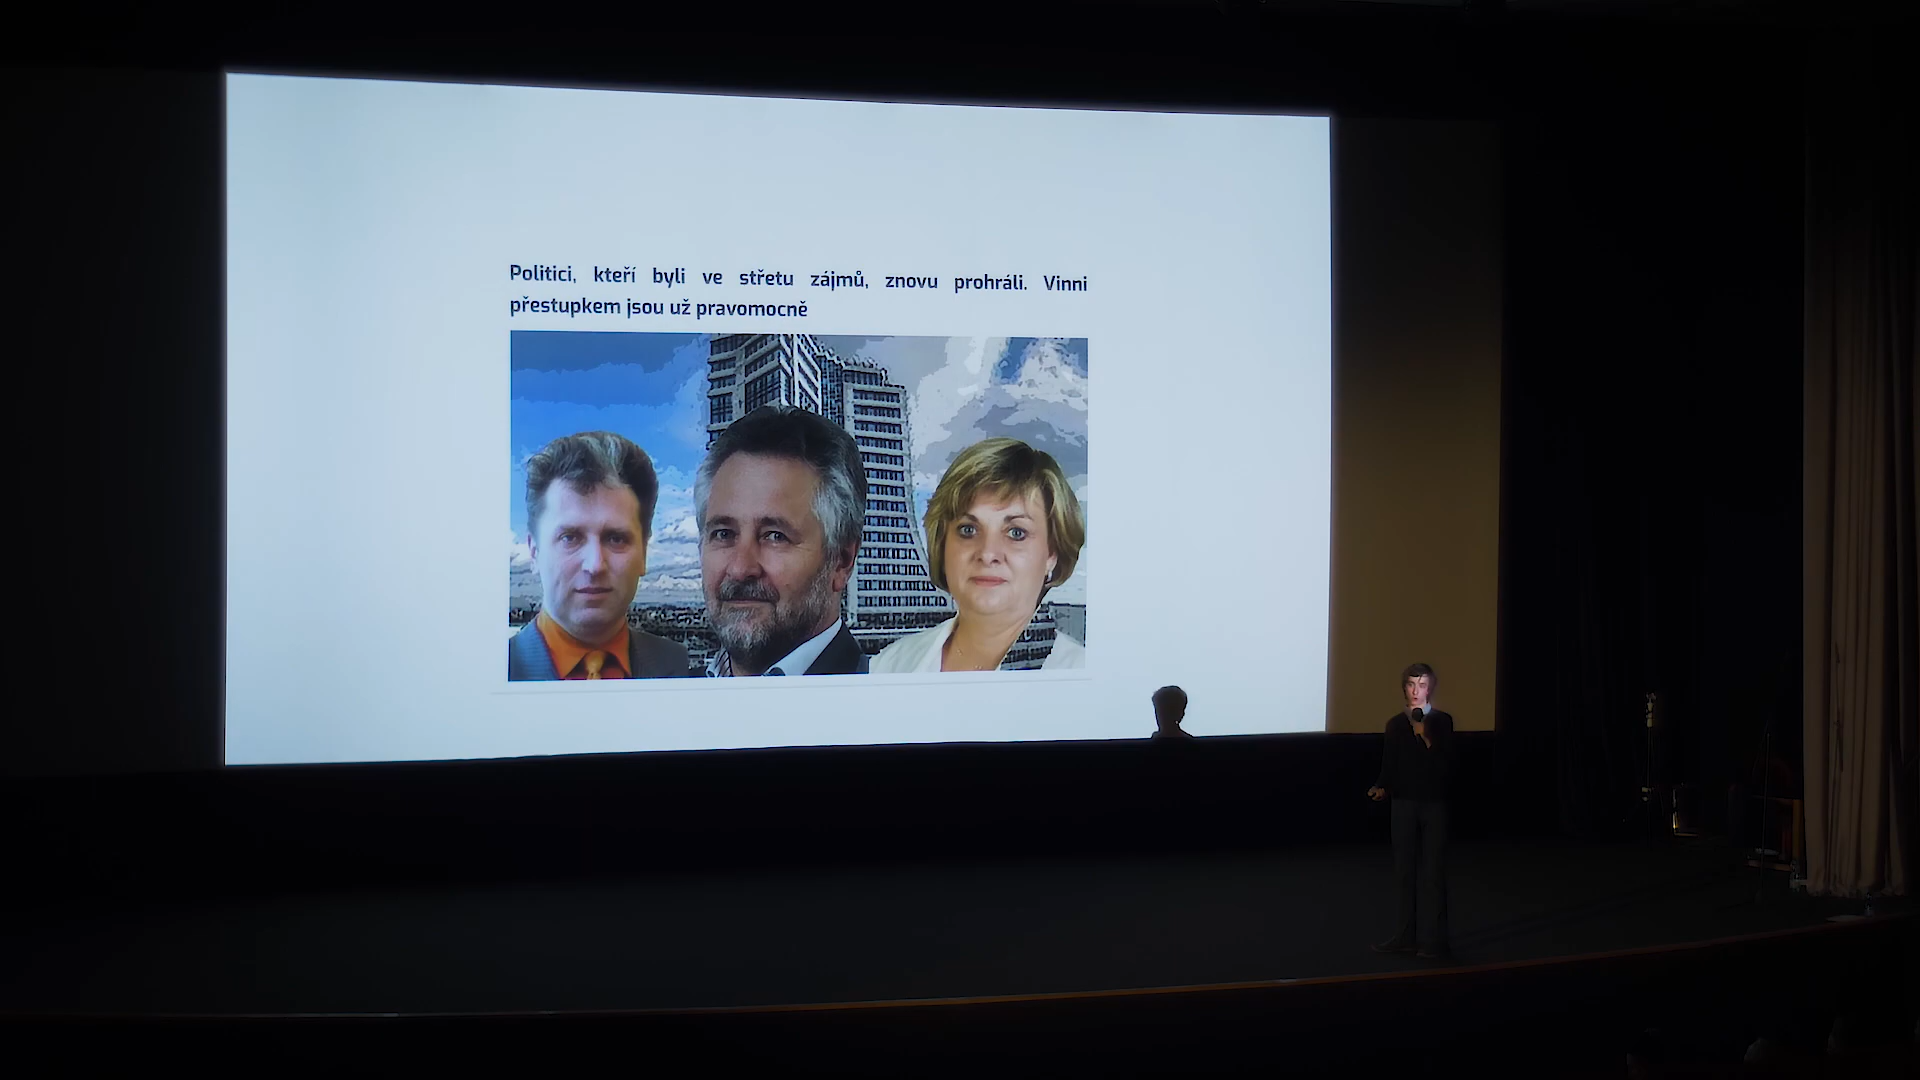 Politici, kteří byli ve střetu zájmů, znovu prohráli. Vinni
přestupkem jsou už pravomocně